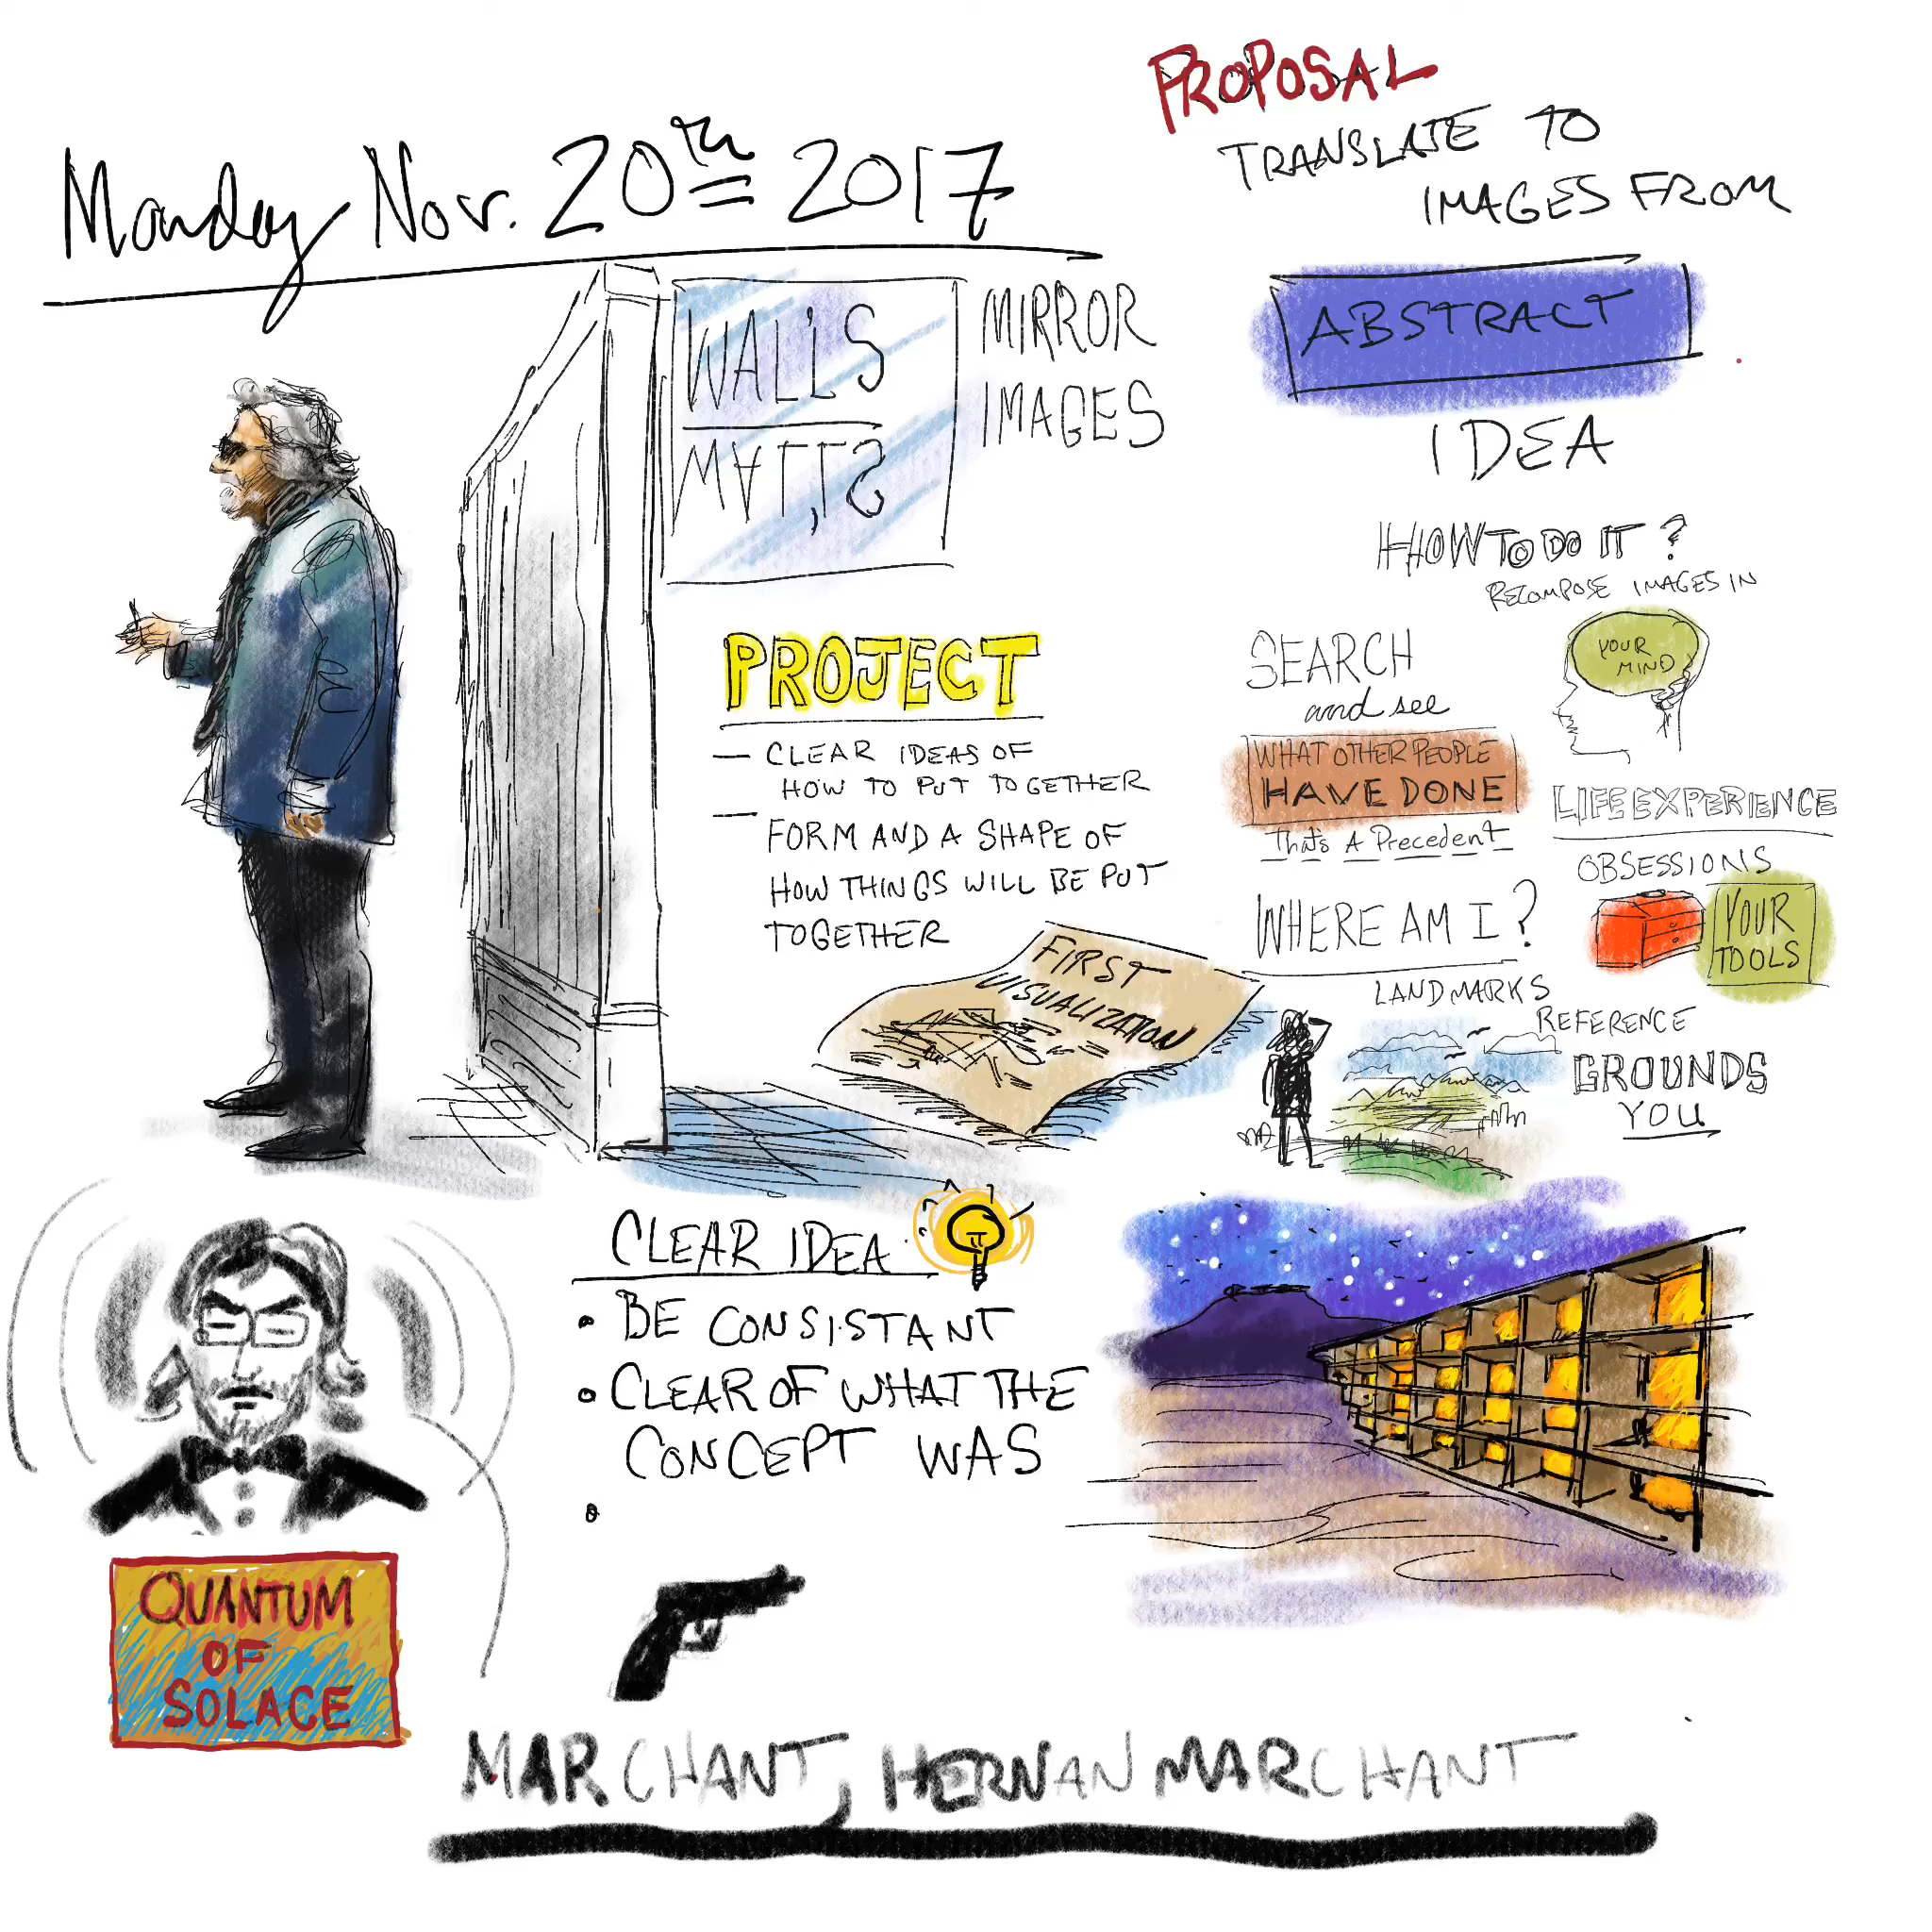 Monday Nov. 20th 2017
WALL'S
MATT'S
MIRROR
IMAGES
PROJECT
— CLEAR IDEAS OF
HOW TO PUT TOGETHER
— FORM AND A SHAPE OF
HOW THINGS WILL BE PUT
TOGETHER
FIRST
VISUALIZATION
PROPOSAL
TRANSLATE TO
IMAGES FROM
ABSTRACT
IDEA
HOW TO DO IT?
RECOMPOSE IMAGES IN
YOUR
MIND
SEARCH
and see
WHAT OTHER PEOPLE
HAVE DONE
That's A Precedent
LIFE EXPERIENCE
OBSESSIONS
YOUR
TOOLS
WHERE AM I?
LANDMARKS
REFERENCE
GROUNDS
YOU
CLEAR IDEA
• BE CONSISTANT
• CLEAR OF WHAT THE
CONCEPT WAS
•
QUANTUM
OF
SOLACE
MARCHANT, HERNAN MARCHANT